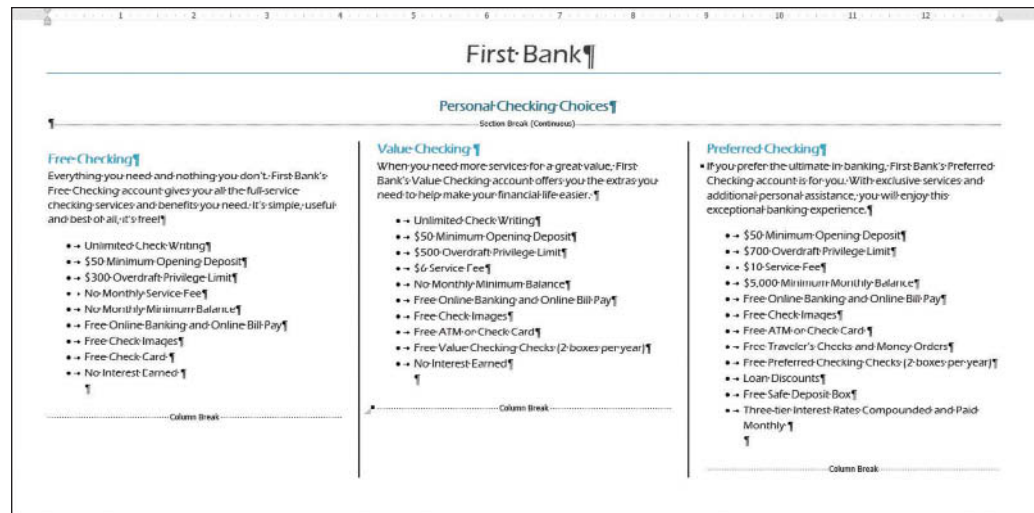 1 2 3 4 5 6 7 8 9 10 11 12
First·Bank¶
Personal·Checking·Choices¶
¶
Section Break (Continuous)
Free·Checking¶
Everything·you·need·and·nothing·you·don't.·First·Bank's·
Free·Checking·account·gives·you·all·the·full-service·
checking·services·and·benefits·you·need.·It's·simple,·useful·
and·best·of·all,·it's·free!¶
•→Unlimited·Check·Writing¶
•→$50·Minimum·Opening·Deposit¶
•→$300·Overdraft·Privilege·Limit¶
•→No·Monthly·Service·Fee¶
•→No·Monthly·Minimum·Balance¶
•→Free·Online·Banking·and·Online·Bill·Pay¶
•→Free·Check·Images¶
•→Free·Check·Card·¶
•→No·Interest·Earned·¶
¶
Column Break
Value·Checking·¶
When·you·need·more·services·for·a·great·value,·First·
Bank's·Value·Checking·account·offers·you·the·extras·you·
need·to·help·make·your·financial·life·easier.·¶
•→Unlimited·Check·Writing¶
•→$50·Minimum·Opening·Deposit¶
•→$500·Overdraft·Privilege·Limit¶
•→$6·Service·Fee¶
•→No·Monthly·Minimum·Balance¶
•→Free·Online·Banking·and·Online·Bill·Pay¶
•→Free·Check·Images¶
•→Free·ATM·or·Check·Card¶
•→Free·Value·Checking·Checks·(2·boxes·per·year)¶
•→No·Interest·Earned¶
¶
Column Break
Preferred·Checking¶
If·you·prefer·the·ultimate·in·banking,·First·Bank's·Preferred·
Checking·account·is·for·you.·With·exclusive·services·and·
additional·personal·assistance,·you·will·enjoy·this·
exceptional·banking·experience.¶
•→$50·Minimum·Opening·Deposit¶
•→$700·Overdraft·Privilege·Limit¶
•→$10·Service·Fee¶
•→$5,000·Minimum·Monthly·Balance¶
•→Free·Online·Banking·and·Online·Bill·Pay¶
•→Free·Check·Images¶
•→Free·ATM·or·Check·Card¶
•→Free·Traveler's·Checks·and·Money·Orders¶
•→Free·Preferred·Checking·Checks·(2·boxes·per·year)¶
•→Loan·Discounts¶
•→Free·Safe·Deposit·Box¶
•→Three-tier·Interest·Rates·Compounded·and·Paid·
Monthly·¶
¶
Column Break